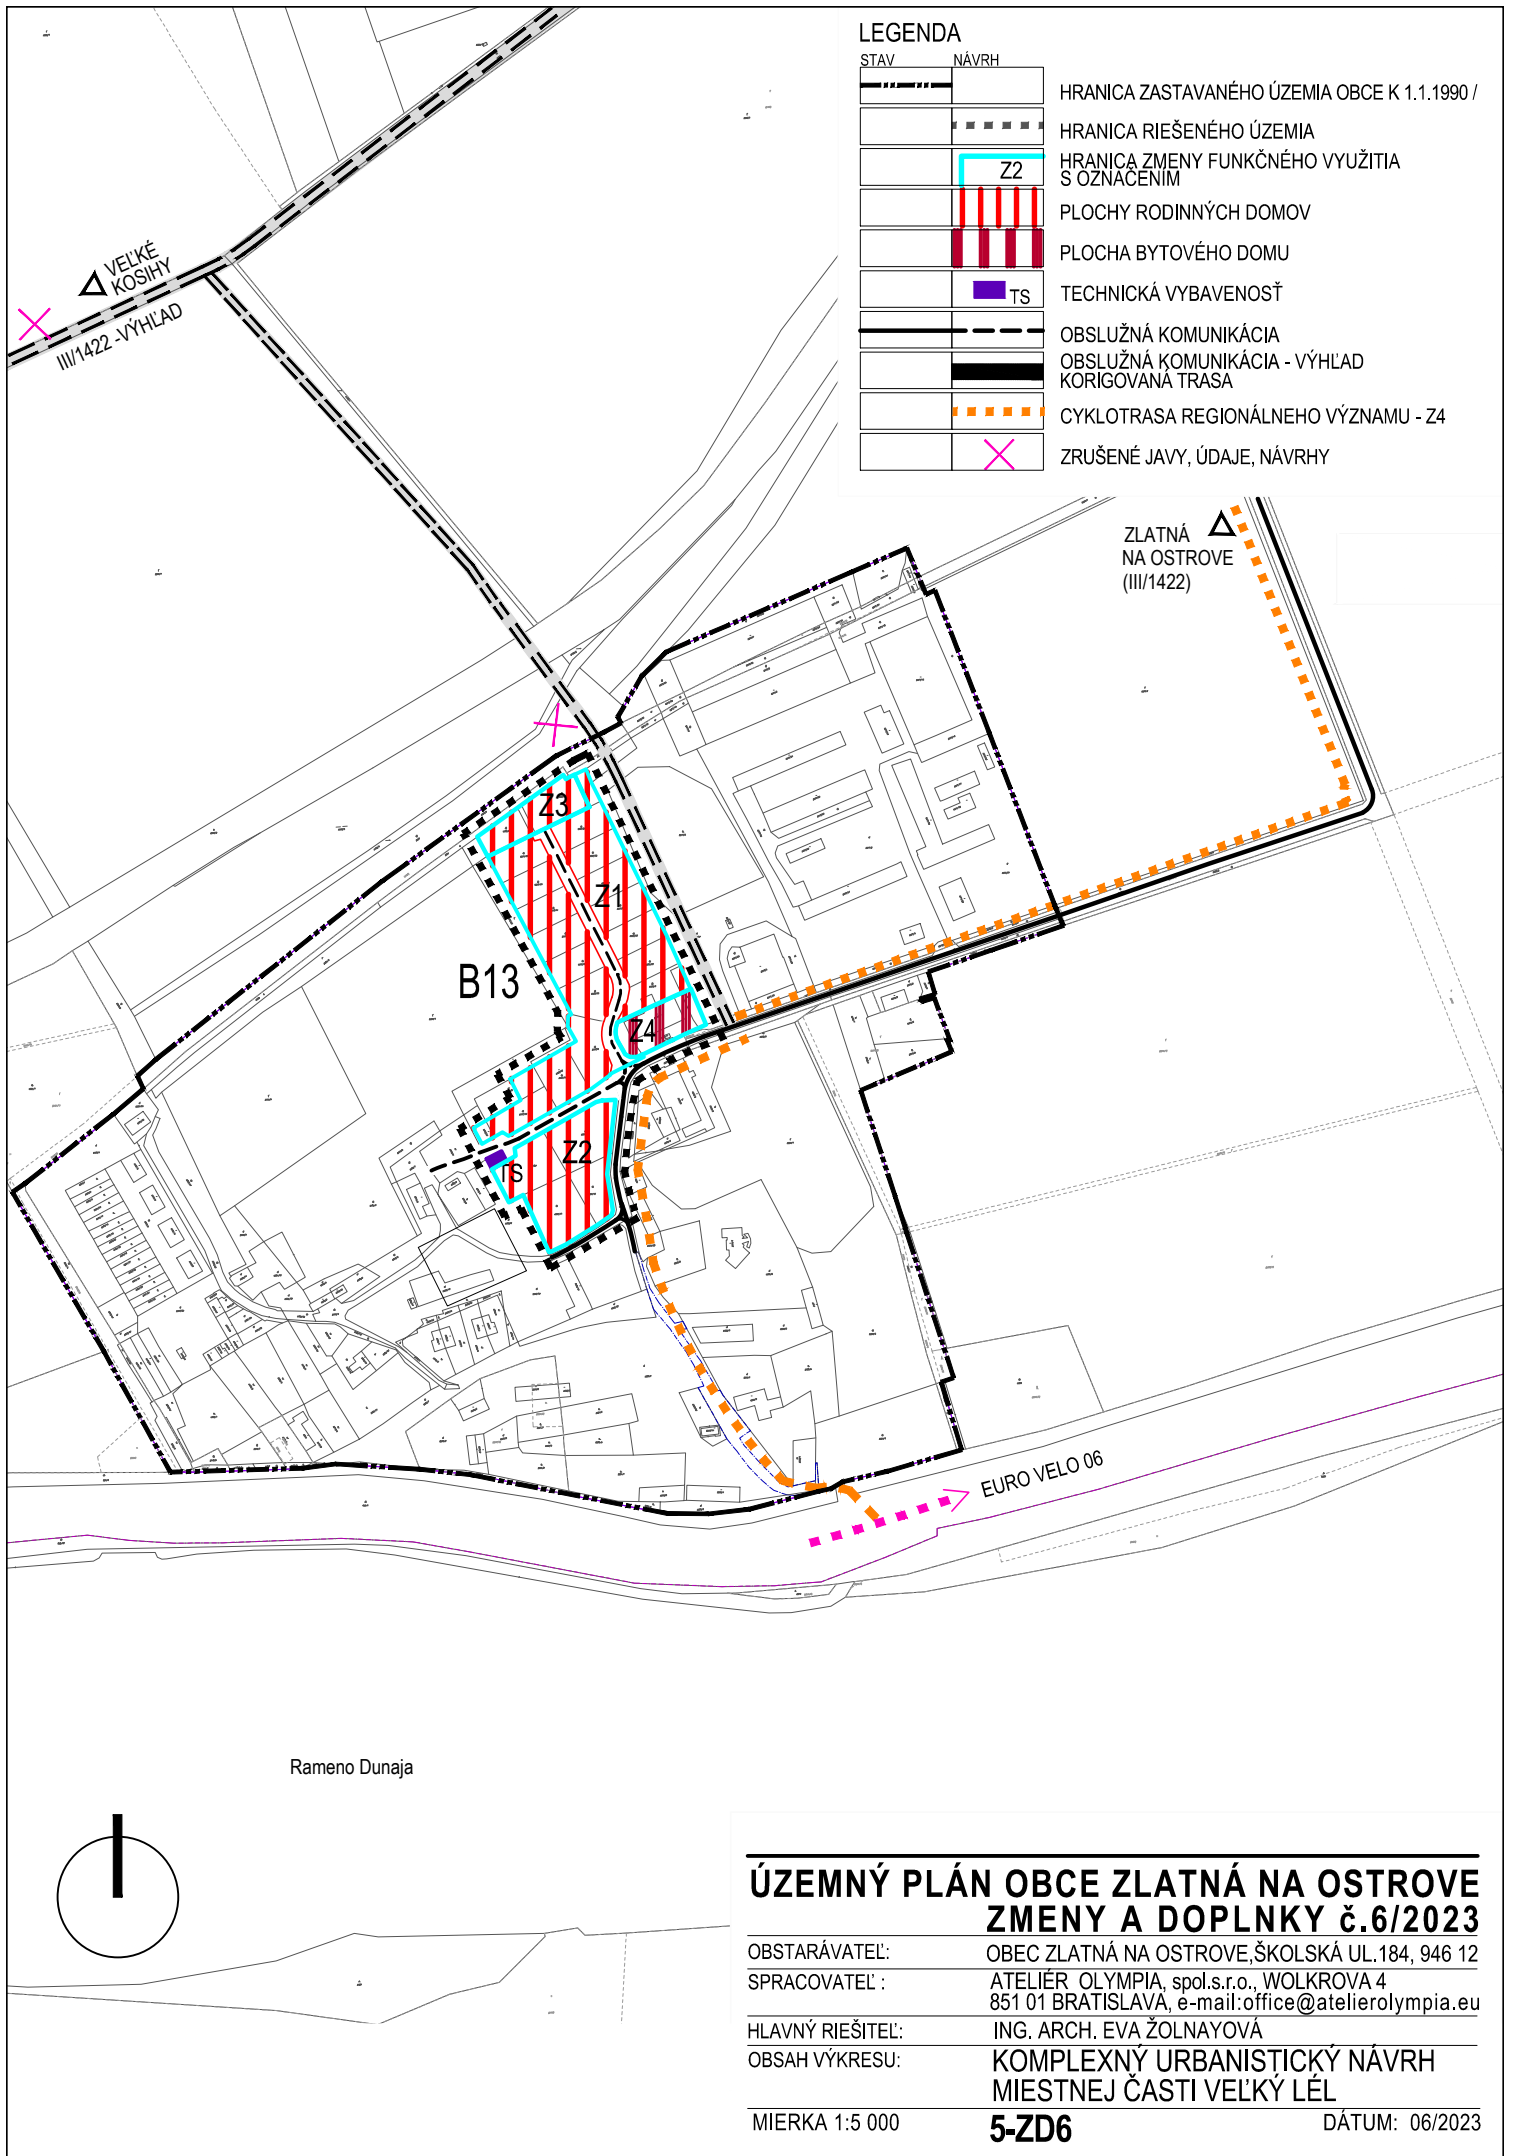 LEGENDA
STAV NÁVRH
HRANICA ZASTAVANÉHO ÚZEMIA OBCE K 1.1.1990 /
HRANICA RIEŠENÉHO ÚZEMIA
Z2
HRANICA ZMENY FUNKČNÉHO VYUŽITIA
S OZNAČENÍM
PLOCHY RODINNÝCH DOMOV
PLOCHA BYTOVÉHO DOMU
TS
TECHNICKÁ VYBAVENOSŤ
OBSLUŽNÁ KOMUNIKÁCIA
OBSLUŽNÁ KOMUNIKÁCIA - VÝHĽAD
KORIGOVANÁ TRASA
CYKLOTRASA REGIONÁLNEHO VÝZNAMU - Z4
ZRUŠENÉ JAVY, ÚDAJE, NÁVRHY
VEĽKÉ
KOSIHY
III/1422 -VÝHĽAD
ZLATNÁ
NA OSTROVE
(III/1422)
Z3
Z1
B13
Z4
Z2
TS
EURO VELO 06
Rameno Dunaja
ÚZEMNÝ PLÁN OBCE ZLATNÁ NA OSTROVE
ZMENY A DOPLNKY č.6/2023
OBSTARÁVATEĽ: OBEC ZLATNÁ NA OSTROVE,ŠKOLSKÁ UL.184, 946 12
SPRACOVATEĽ : ATELIÉR OLYMPIA, spol.s.r.o., WOLKROVA 4
851 01 BRATISLAVA, e-mail:office@atelierolympia.eu
HLAVNÝ RIEŠITEĽ: ING. ARCH. EVA ŽOLNAYOVÁ
OBSAH VÝKRESU: KOMPLEXNÝ URBANISTICKÝ NÁVRH
MIESTNEJ ČASTI VEĽKÝ LÉL
MIERKA 1:5 000 5-ZD6 DÁTUM: 06/2023